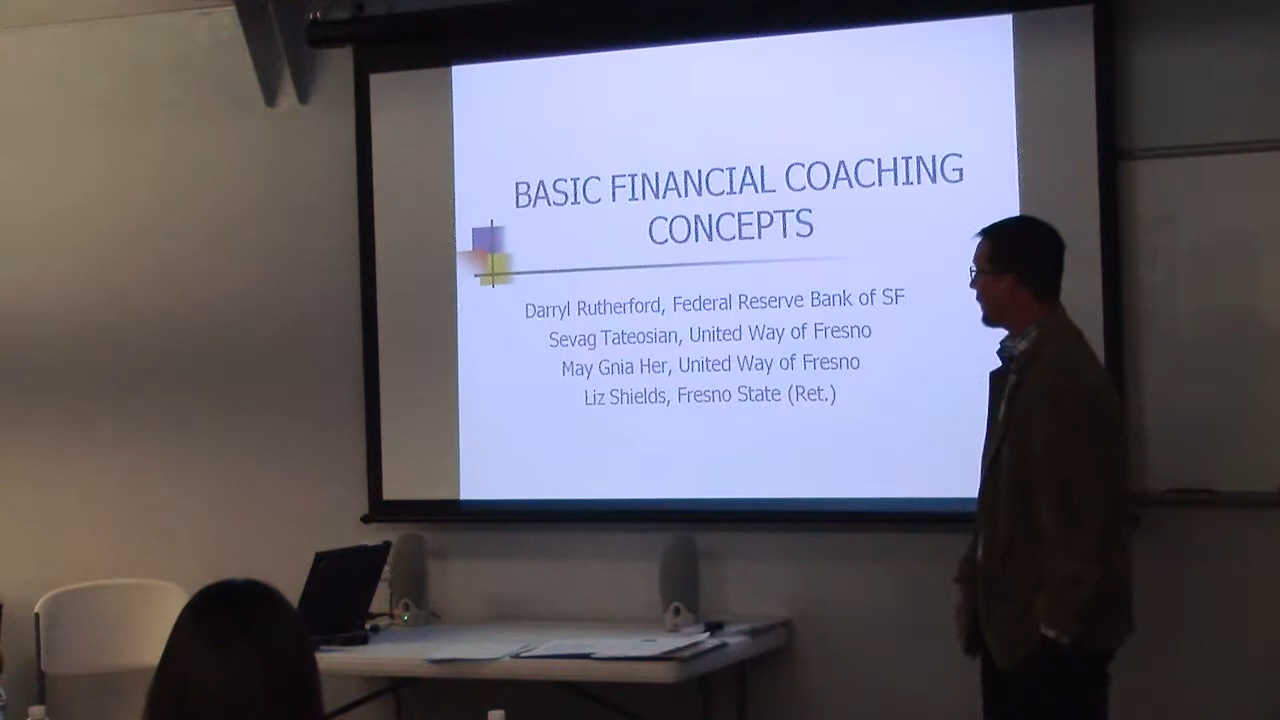 BASIC FINANCIAL COACHING
CONCEPTS
Darryl Rutherford, Federal Reserve Bank of SF
Sevag Tateosian, United Way of Fresno
May Gnia Her, United Way of Fresno
Liz Shields, Fresno State (Ret.)